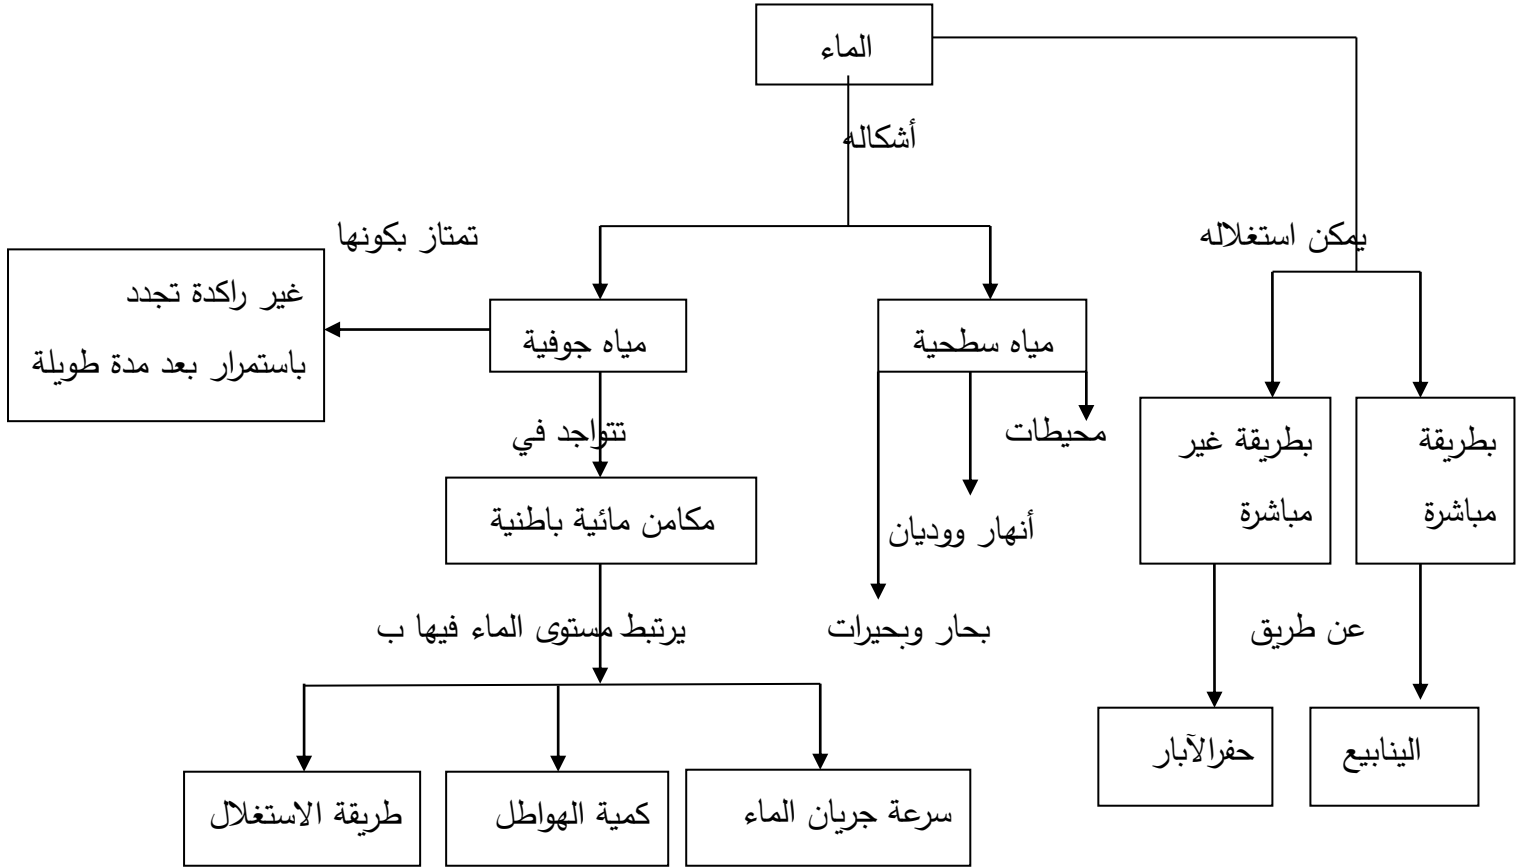 الماء
أشكاله
تمتاز بكونها
يمكن استغلاله
غير راكدة تجدد
باستمرار بعد مدة طويلة
مياه جوفية
مياه سطحية
تتواجد في
محيطات
بطريقة غير
مباشرة
بطريقة
مباشرة
مكامن مائية باطنية
أنهار ووديان
يرتبط مستوى الماء فيها ب
بحار وبحيرات
عن طريق
حفرالآبار
الينابيع
سرعة جريان الماء
كمية الهواطل
طريقة الاستغلال